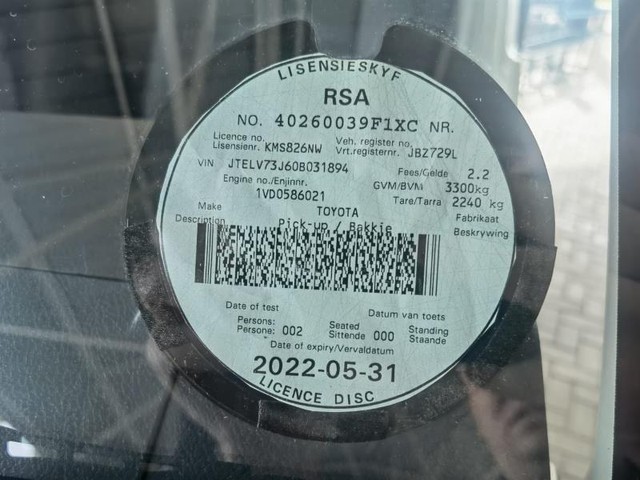 LISENSIESKYF
RSA
NO. 40260039F1XC NR.
Licence no. Veh. register no.
Lisensienr. KMS826NW Vrt.registernr. JBZ729L
VIN JTELV73J60B031894 Fees/Gelde 2.2
Engine no./Enjinnr. GVM/BVM 3300kg
1VD0586021 Tare/Tarra 2240 kg
Make TOYOTA Fabrikaat
Description Pick-up / Bakkie Beskrywing
Date of test Datum van toets
Persons: Seated Standing
Persone: 002 Sittende 000 Staande
Date of expiry/Vervaldatum
2022-05-31
LICENCE DISC